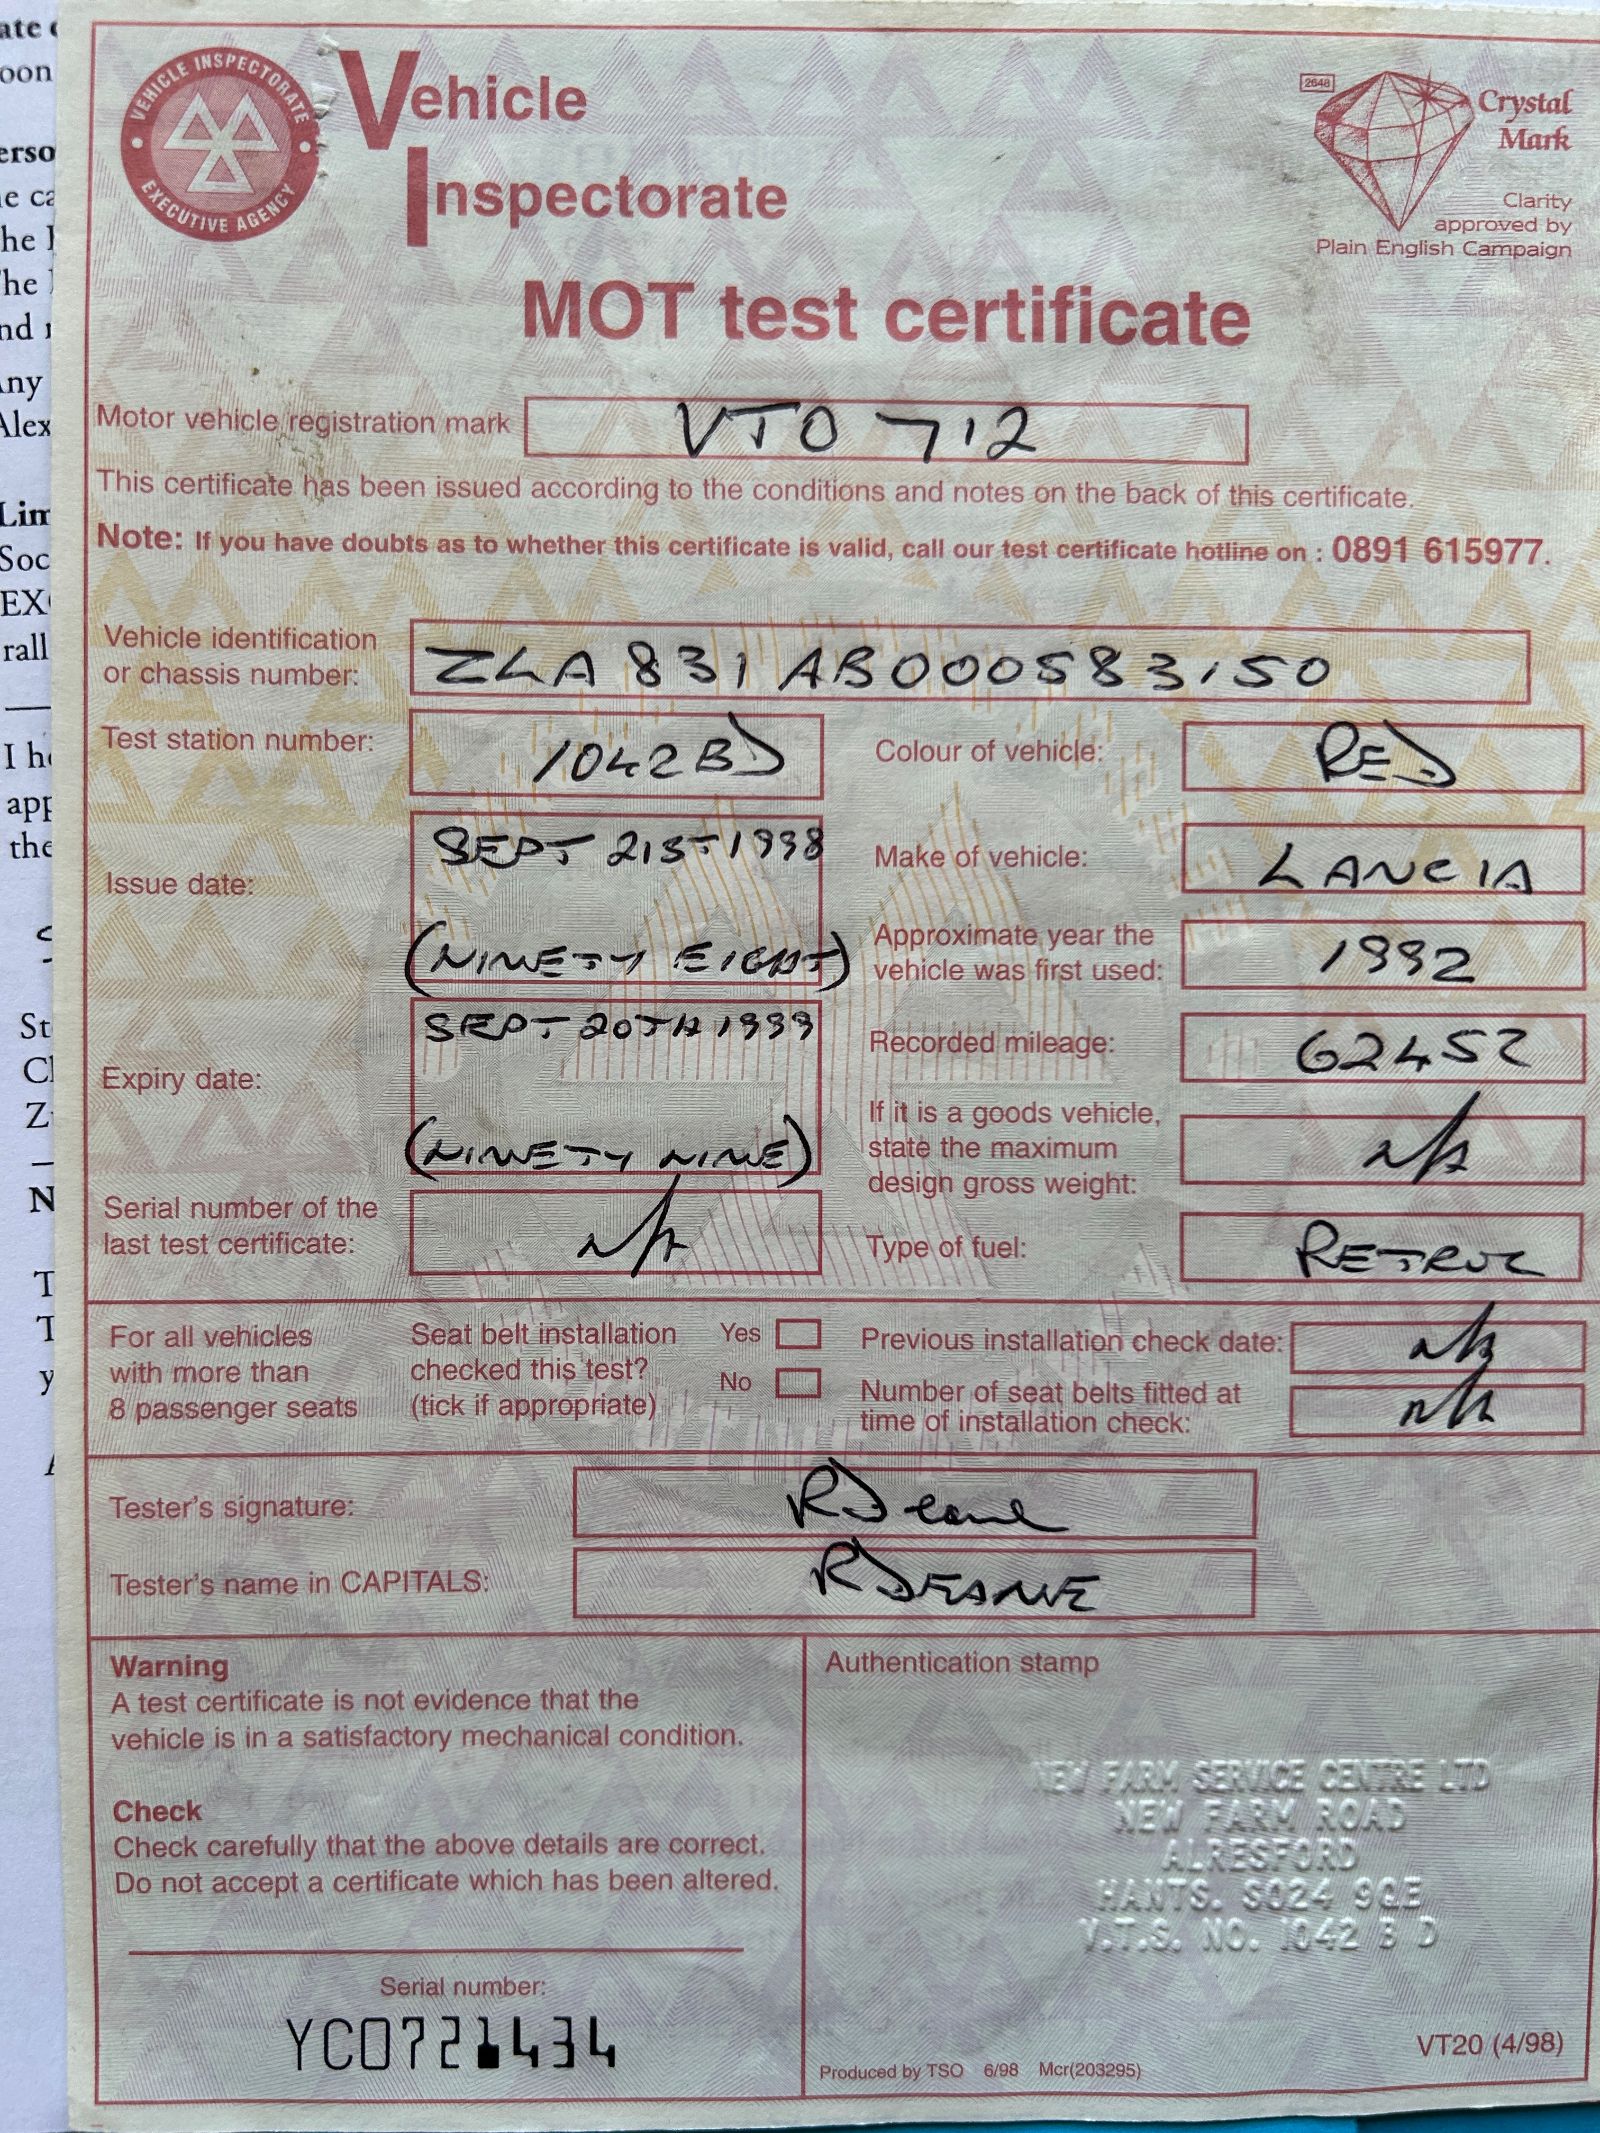 VEHICLE INSPECTORATE
EXECUTIVE AGENCY
Vehicle
Inspectorate
2648
Crystal
Mark
Clarity
approved by
Plain English Campaign
MOT test certificate
Motor vehicle registration mark VTO 712
This certificate has been issued according to the conditions and notes on the back of this certificate.
Note: If you have doubts as to whether this certificate is valid, call our test certificate hotline on : 0891 615977.
Vehicle identification
or chassis number: ZLA 831 AB000583150
Test station number: 1042BD
Colour of vehicle: RED
Issue date: SEPT 21ST 1998
(NINETY EIGHT)
Make of vehicle: LANCIA
Approximate year the
vehicle was first used: 1992
Expiry date: SEPT 20TH 1999
(NINETY NINE)
Recorded mileage: 62452
If it is a goods vehicle,
state the maximum
design gross weight: N/A
Serial number of the
last test certificate: N/A
Type of fuel: PETROL
For all vehicles
with more than
8 passenger seats
Seat belt installation
checked this test?
(tick if appropriate)
Yes
No
Previous installation check date: N/A
Number of seat belts fitted at
time of installation check: N/A
Tester's signature: R Deane
Tester's name in CAPITALS: R DEANE
Warning
A test certificate is not evidence that the
vehicle is in a satisfactory mechanical condition.
Check
Check carefully that the above details are correct.
Do not accept a certificate which has been altered.
Serial number:
YC0721434
Authentication stamp
NEW FARM SERVICE CENTRE LTD
NEW FARM ROAD
ALRESFORD
HANTS. SO24 9QE
V.T.S. NO. 1042 B D
VT20 (4/98)
Produced by TSO 6/98 Mcr(203295)